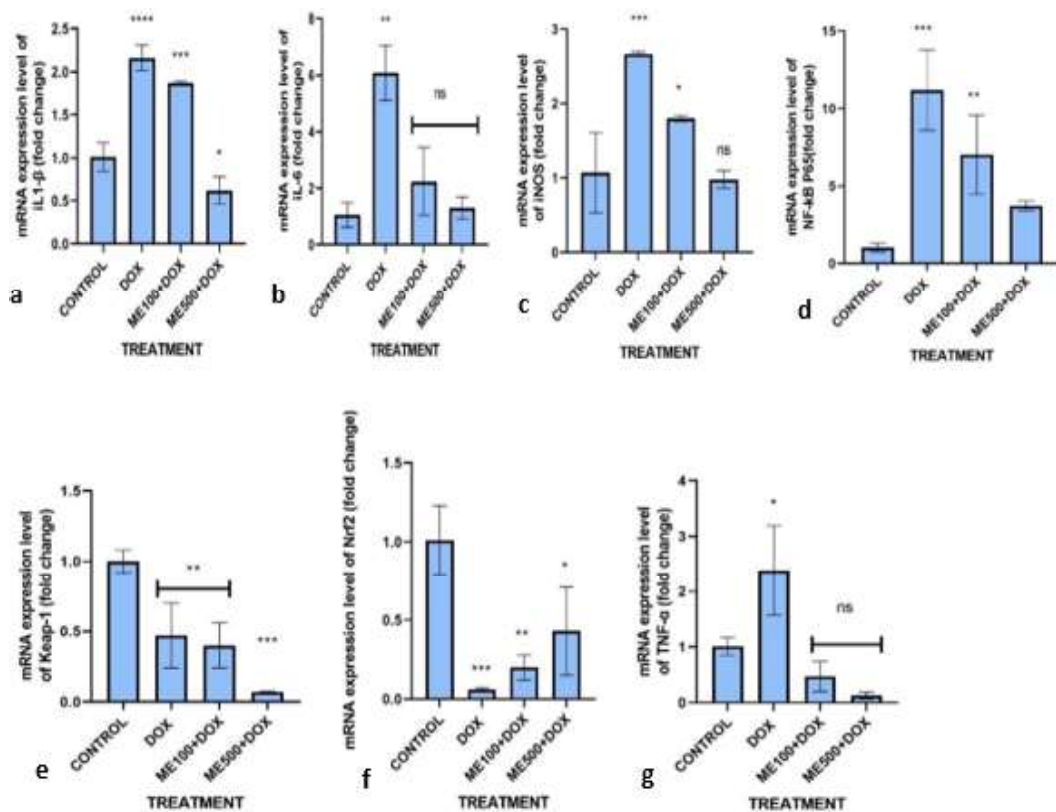 mRNA expression level of
iL1-β (fold change)
2.5
2.0
1.5
1.0
0.5
0.0
****
***
*
CONTROL
DOX
ME100+DOX
ME500+DOX
TREATMENT
a
mRNA expression level of
iL-6 (fold change)
8
6
4
2
0
**
ns
CONTROL
DOX
ME100+DOX
ME500+DOX
TREATMENT
b
mRNA expression level
of iNOS (fold change)
3
2
1
0
***
*
ns
CONTROL
DOX
ME100+DOX
ME500+DOX
TREATMENT
c
mRNA expression level of
NF-kB P65(fold change)
15
10
5
0
***
**
CONTROL
DOX
ME100+DOX
ME500+DOX
TREATMENT
d
mRNA expression level
of Keap-1 (fold change)
1.5
1.0
0.5
0.0
**
***
CONTROL
DOX
ME100+DOX
ME500+DOX
TREATMENT
e
mRNA expression level of Nrf2 (fold change)
1.5
1.0
0.5
0.0
***
**
*
CONTROL
DOX
ME100+DOX
ME500+DOX
TREATMENT
f
mRNA expression level
of TNF-α (fold change)
4
3
2
1
0
*
ns
CONTROL
DOX
ME100+DOX
ME500+DOX
TREATMENT
g